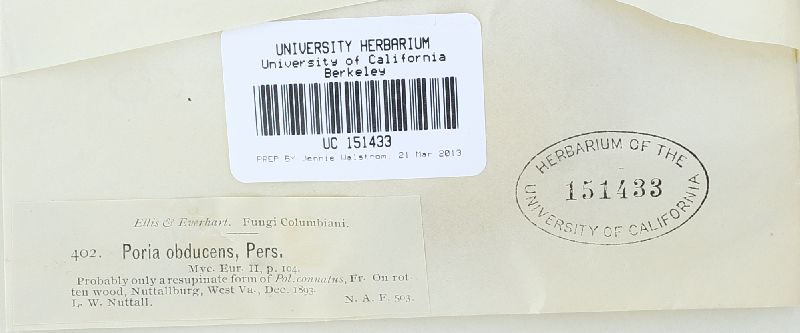 UNIVERSITY HERBARIUM
University of California
Berkeley
UC 151433
PREP BY Jennie Walstrom, 21 Mar 2013
HERBARIUM OF THE
151433
UNIVERSITY OF CALIFORNIA
Ellis & Everhart. Fungi Columbiani.
402. Poria obducens, Pers.
Myc. Eur. II, p. 104.
Probably only a resupinate form of Pol. connatus, Fr. On rot-
ten wood, Nuttallburg, West Va., Dec. 1893.
L. W. Nuttall. N. A. F. 503.